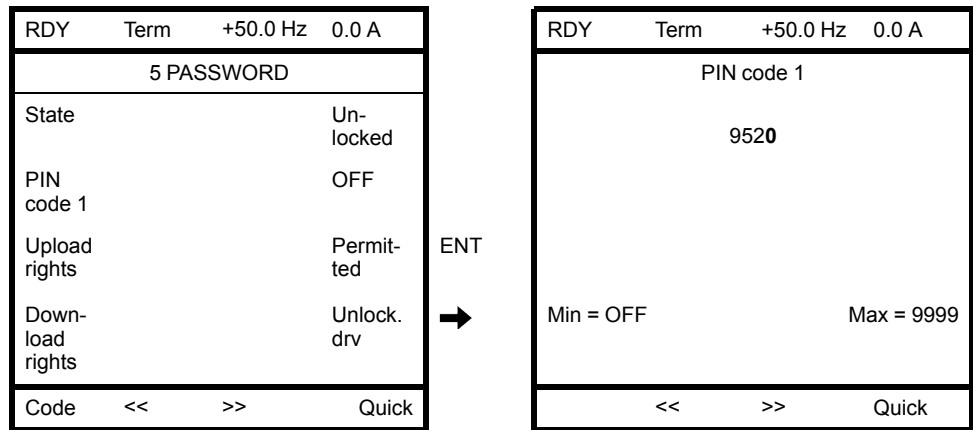 RDY Term +50.0 Hz 0.0 A
5 PASSWORD
State Un-
locked
PIN
code 1 OFF
Upload
rights Permit-
ted
Down-
load
rights Unlock.
drv
Code << >> Quick
ENT
RDY Term +50.0 Hz 0.0 A
PIN code 1
9520
Min = OFF Max = 9999
<< >> Quick